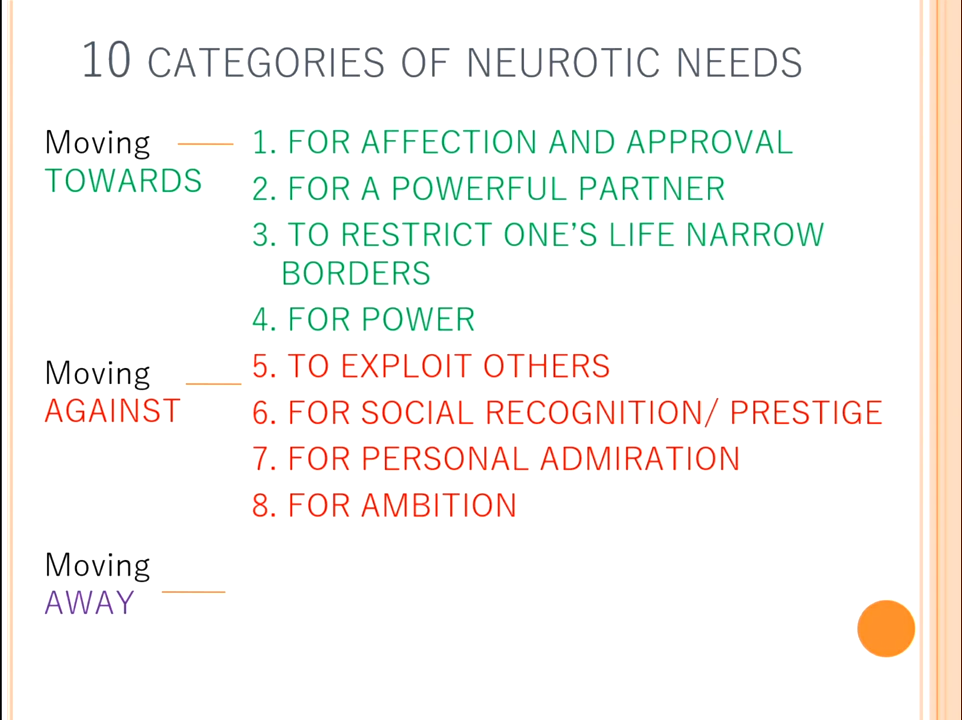 10 CATEGORIES OF NEUROTIC NEEDS
Moving
TOWARDS
1. FOR AFFECTION AND APPROVAL
2. FOR A POWERFUL PARTNER
3. TO RESTRICT ONE’S LIFE NARROW
BORDERS
4. FOR POWER
Moving
AGAINST
5. TO EXPLOIT OTHERS
6. FOR SOCIAL RECOGNITION/ PRESTIGE
7. FOR PERSONAL ADMIRATION
8. FOR AMBITION
Moving
AWAY